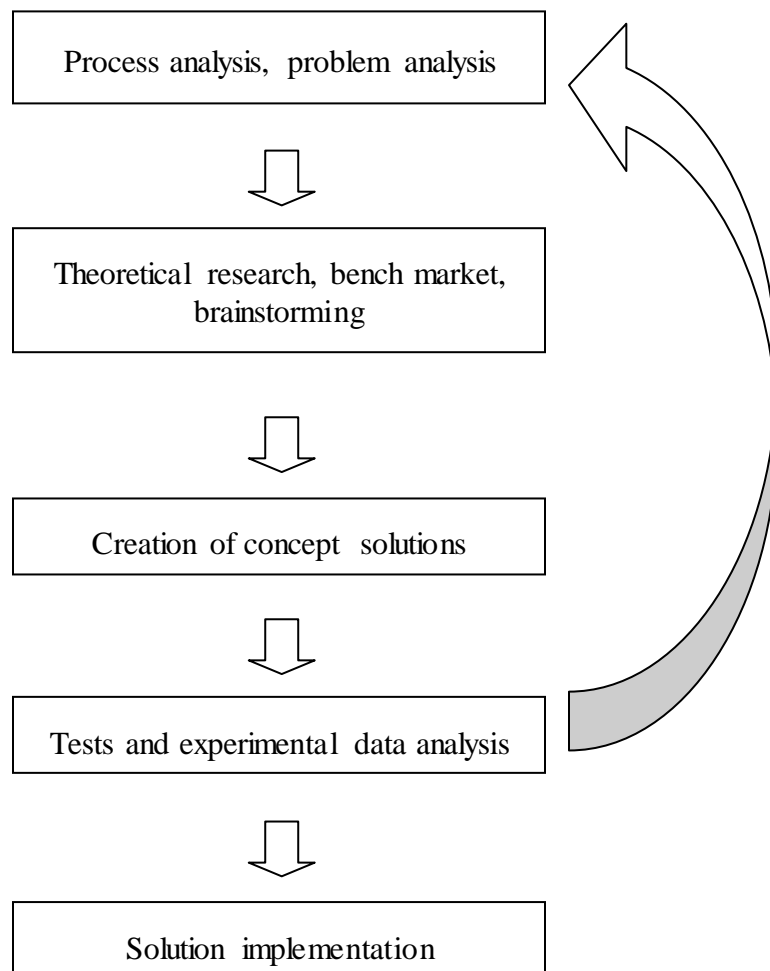 Process analysis, problem analysis
Theoretical research, bench market,
brainstorming
Creation of concept solutions
Tests and experimental data analysis
Solution implementation